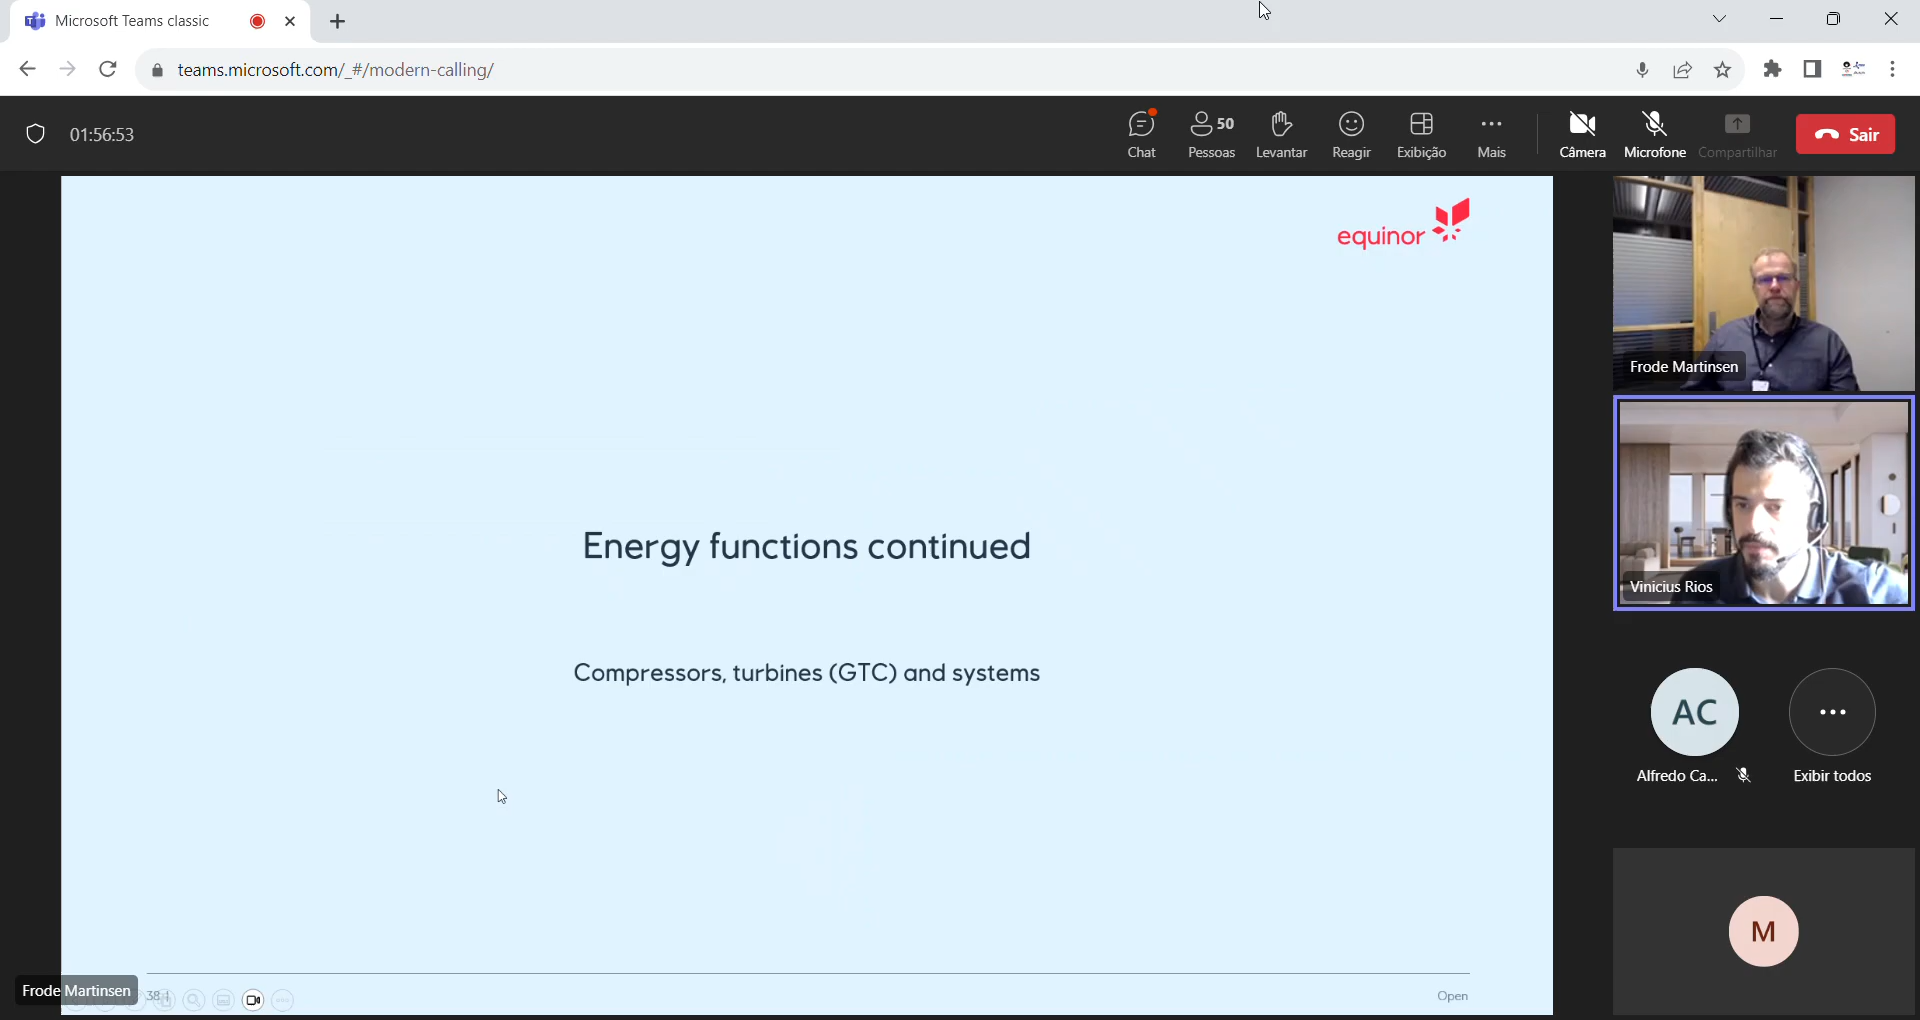 Microsoft Teams classic
teams.microsoft.com/_#/modern-calling/
01:56:53
50
Chat
Pessoas
Levantar
Reagir
Exibição
Mais
Câmera
Microfone
Compartilhar
Sair
equinor
Frode Martinsen
Energy functions continued
Vinicius Rios
Compressors, turbines (GTC) and systems
AC
Alfredo Ca...
Exibir todos
M
Frode Martinsen
38
Open